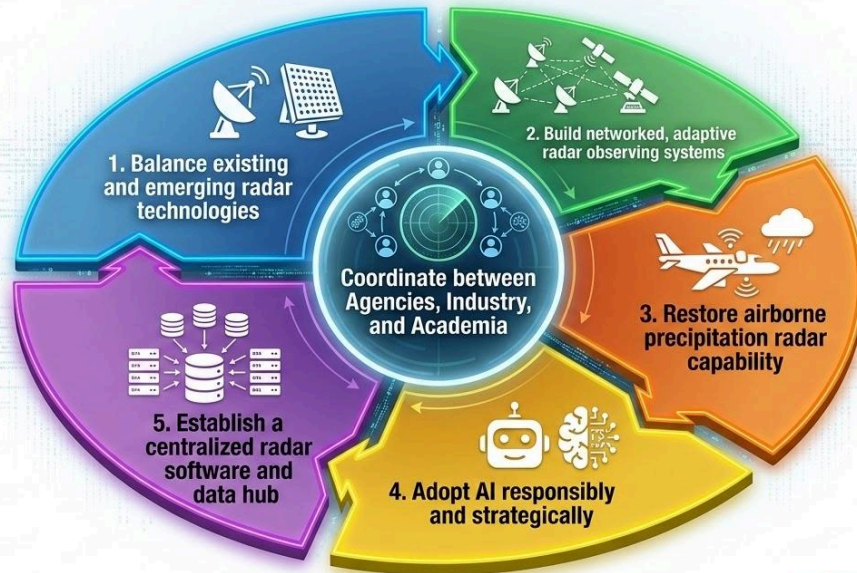 1. Balance existing
and emerging radar
technologies
2. Build networked, adaptive
radar observing systems
3. Restore airborne
precipitation radar
capability
4. Adopt AI responsibly
and strategically
5. Establish a
centralized radar
software and
data hub
Coordinate between
Agencies, Industry,
and Academia